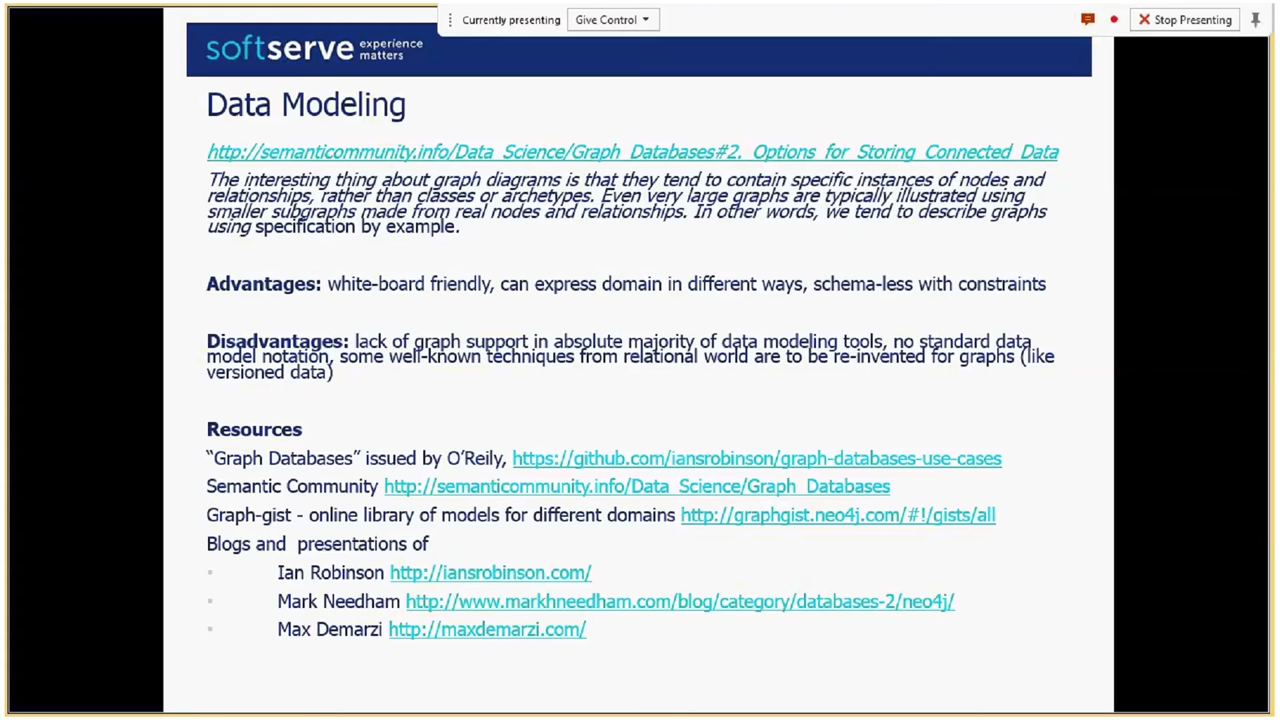 Currently presenting Give Control Stop Presenting
softserve experience matters
Data Modeling
http://semanticommunity.info/Data_Science/Graph_Databases#2._Options_for_Storing_Connected_Data
The interesting thing about graph diagrams is that they tend to contain specific instances of nodes and
relationships, rather than classes or archetypes. Even very large graphs are typically illustrated using
smaller subgraphs made from real nodes and relationships. In other words, we tend to describe graphs
using specification by example.
Advantages: white-board friendly, can express domain in different ways, schema-less with constraints
Disadvantages: lack of graph support in absolute majority of data modeling tools, no standard data
model notation, some well-known techniques from relational world are to be re-invented for graphs (like
versioned data)
Resources
“Graph Databases” issued by O’Reily, https://github.com/iansrobinson/graph-databases-use-cases
Semantic Community http://semanticommunity.info/Data_Science/Graph_Databases
Graph-gist - online library of models for different domains http://graphgist.neo4j.com/#!/gists/all
Blogs and presentations of
Ian Robinson http://iansrobinson.com/
Mark Needham http://www.markhneedham.com/blog/category/databases-2/neo4j/
Max Demarzi http://maxdemarzi.com/